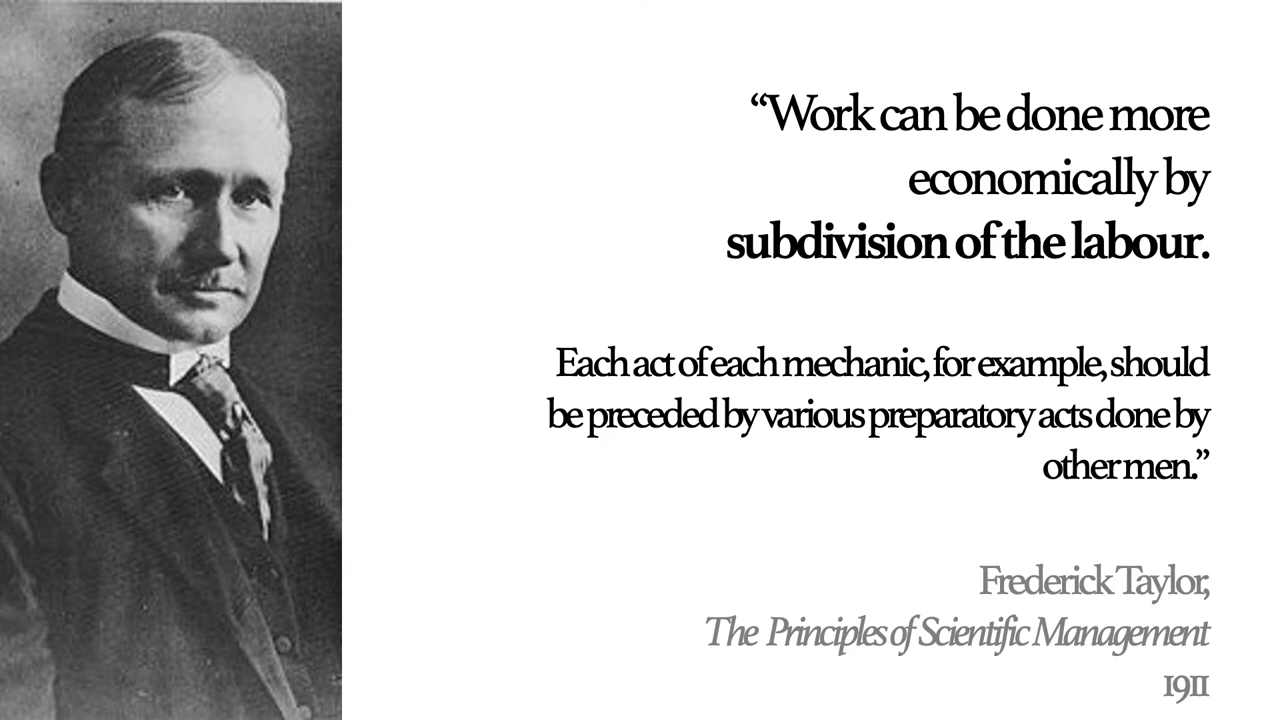 “Work can be done more
economically by
subdivision of the labour.
Each act of each mechanic, for example, should
be preceded by various preparatory acts done by
other men.”
Frederick Taylor,
The Principles of Scientific Management
1911